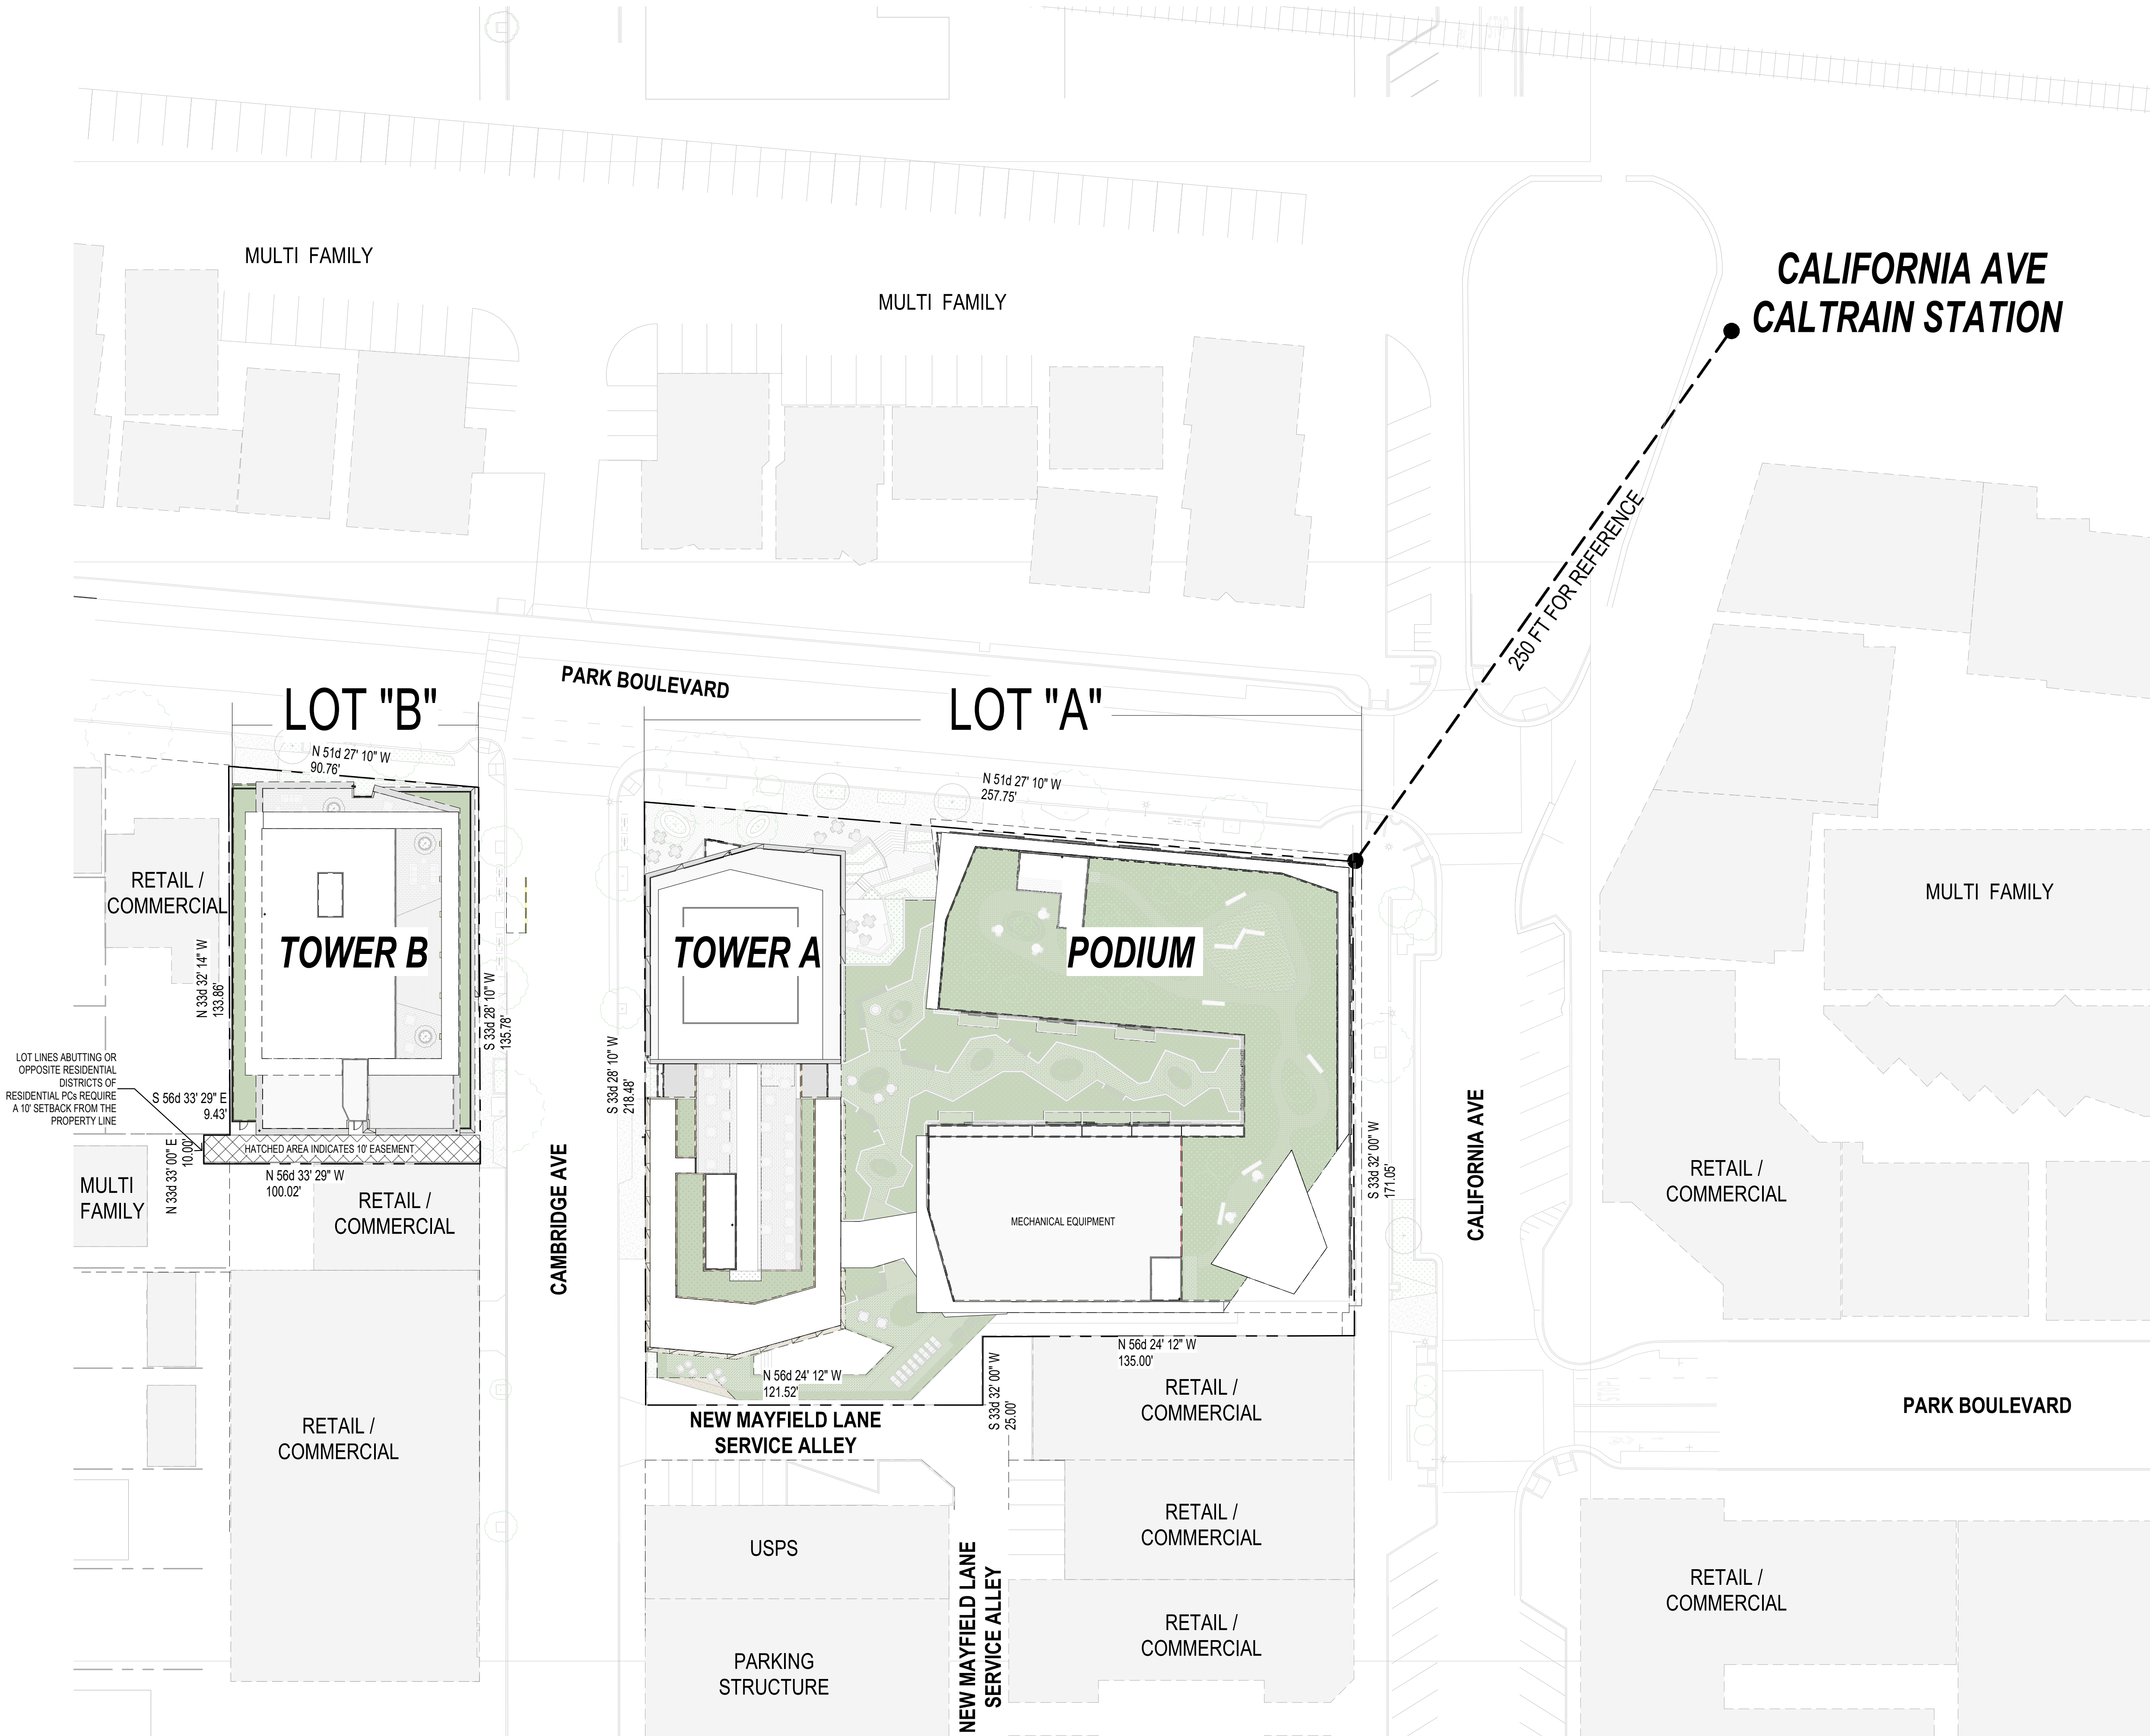 MULTI FAMILY
MULTI FAMILY
CALIFORNIA AVE
CALTRAIN STATION
250 FT FOR REFERENCE
PARK BOULEVARD
LOT "B"
LOT "A"
N 51d 27' 10" W
90.76'
N 51d 27' 10" W
257.75'
RETAIL /
COMMERCIAL
TOWER B
TOWER A
PODIUM
MULTI FAMILY
N 33d 32' 14" W
133.86'
S 33d 28' 10" W
135.78'
S 33d 28' 10" W
218.48'
LOT LINES ABUTTING OR
OPPOSITE RESIDENTIAL
DISTRICTS OF
RESIDENTIAL PCs REQUIRE
A 10' SETBACK FROM THE
PROPERTY LINE
S 56d 33' 29" E
9.43'
HATCHED AREA INDICATES 10' EASEMENT
N 33d 33' 00" E
10.00'
N 56d 33' 29" W
100.02'
MULTI
FAMILY
RETAIL /
COMMERCIAL
CAMBRIDGE AVE
MECHANICAL EQUIPMENT
S 33d 32' 00" W
171.05'
CALIFORNIA AVE
RETAIL /
COMMERCIAL
N 56d 24' 12" W
135.00'
N 56d 24' 12" W
121.52'
S 33d 32' 00" W
25.00'
RETAIL /
COMMERCIAL
PARK BOULEVARD
NEW MAYFIELD LANE
SERVICE ALLEY
RETAIL /
COMMERCIAL
RETAIL /
COMMERCIAL
USPS
NEW MAYFIELD LANE
SERVICE ALLEY
RETAIL /
COMMERCIAL
RETAIL /
COMMERCIAL
PARKING
STRUCTURE